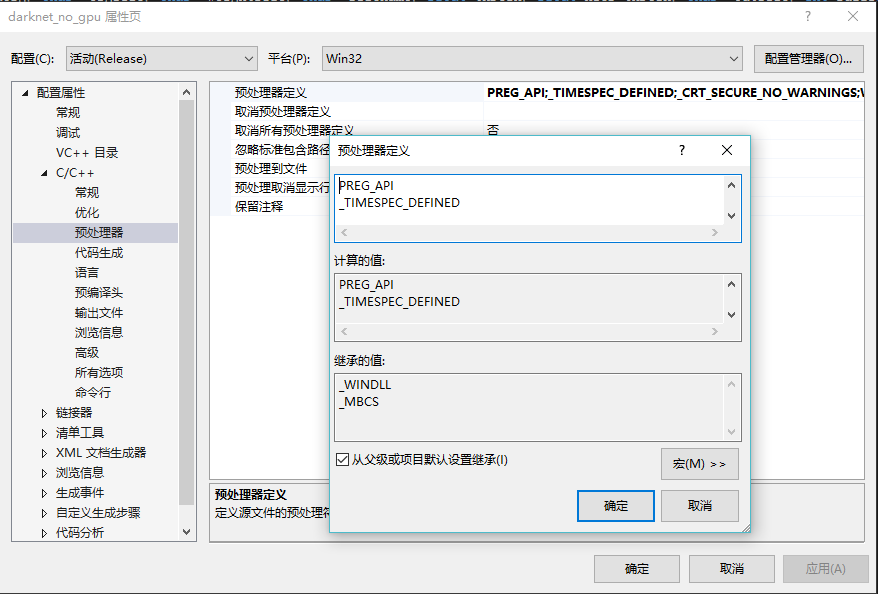 darknet_no_gpu 属性页
配置(C): 活动(Release) 平台(P): Win32 配置管理器(O)...
配置属性
常规
调试
VC++ 目录
C/C++
常规
优化
预处理器
代码生成
语言
预编译头
输出文件
浏览信息
高级
所有选项
命令行
链接器
清单工具
XML 文档生成器
浏览信息
生成事件
自定义生成步骤
代码分析
预处理器定义 PREG_API;_TIMESPEC_DEFINED;_CRT_SECURE_NO_WARNINGS;
取消预处理器定义
取消所有预处理器定义 否
忽略标准包含路径
预处理到文件
预处理取消显示行
保留注释
预处理器定义
定义源文件的预处理符
预处理器定义
PREG_API
_TIMESPEC_DEFINED
计算的值:
PREG_API
_TIMESPEC_DEFINED
继承的值:
_WINDLL
_MBCS
从父级或项目默认设置继承(I)
宏(M) >>
确定 取消
确定 取消 应用(A)